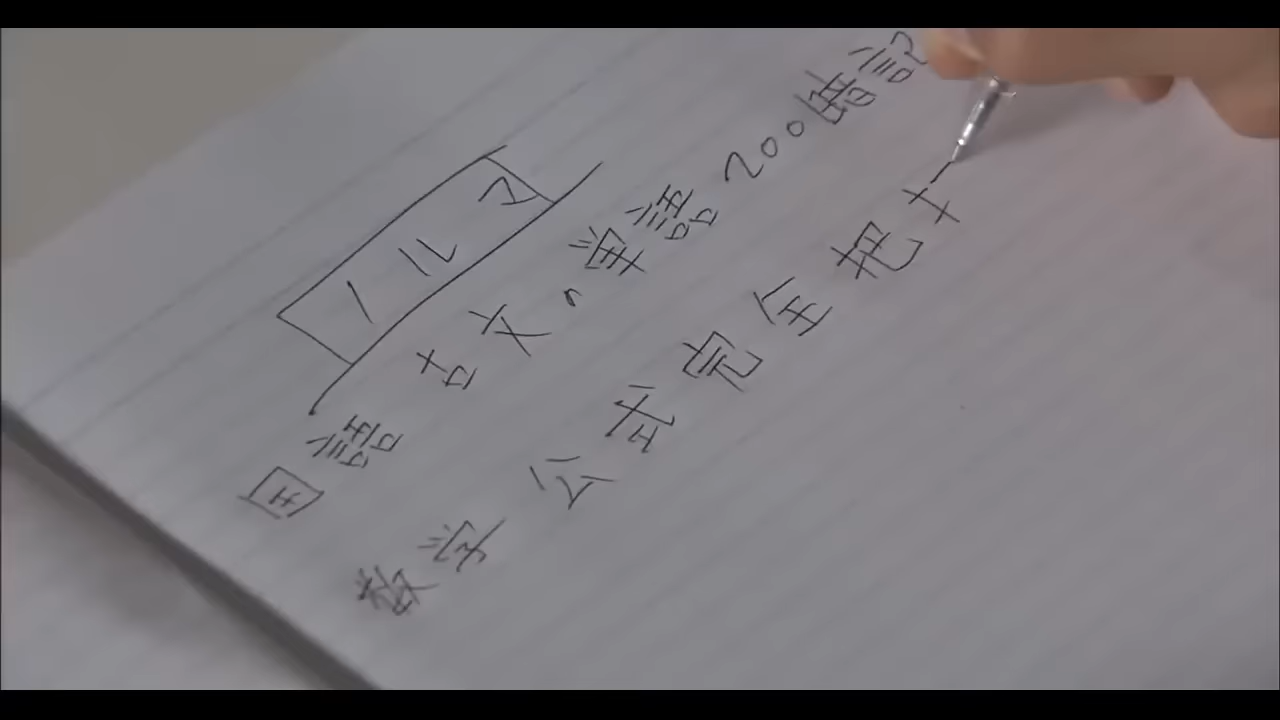 ノルマ
国語 古文・単語200暗記
数学 公式完全把